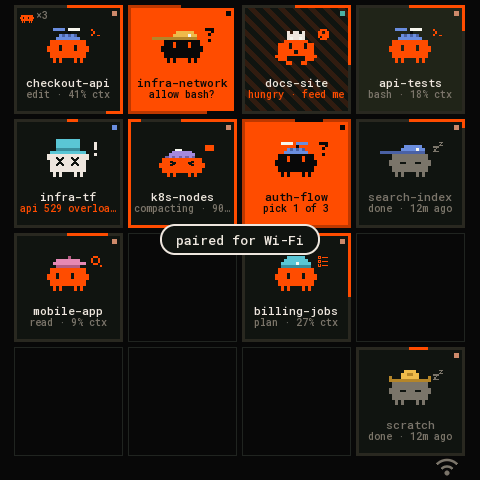 ×3
checkout-api
edit · 41% ctx
infra-network
allow bash?
docs-site
hungry · feed me
api-tests
bash · 18% ctx
infra-tf
api 529 overloa…
k8s-nodes
compacting · 90…
auth-flow
pick 1 of 3
search-index
done · 12m ago
paired for Wi-Fi
mobile-app
read · 9% ctx
billing-jobs
plan · 27% ctx
scratch
done · 12m ago